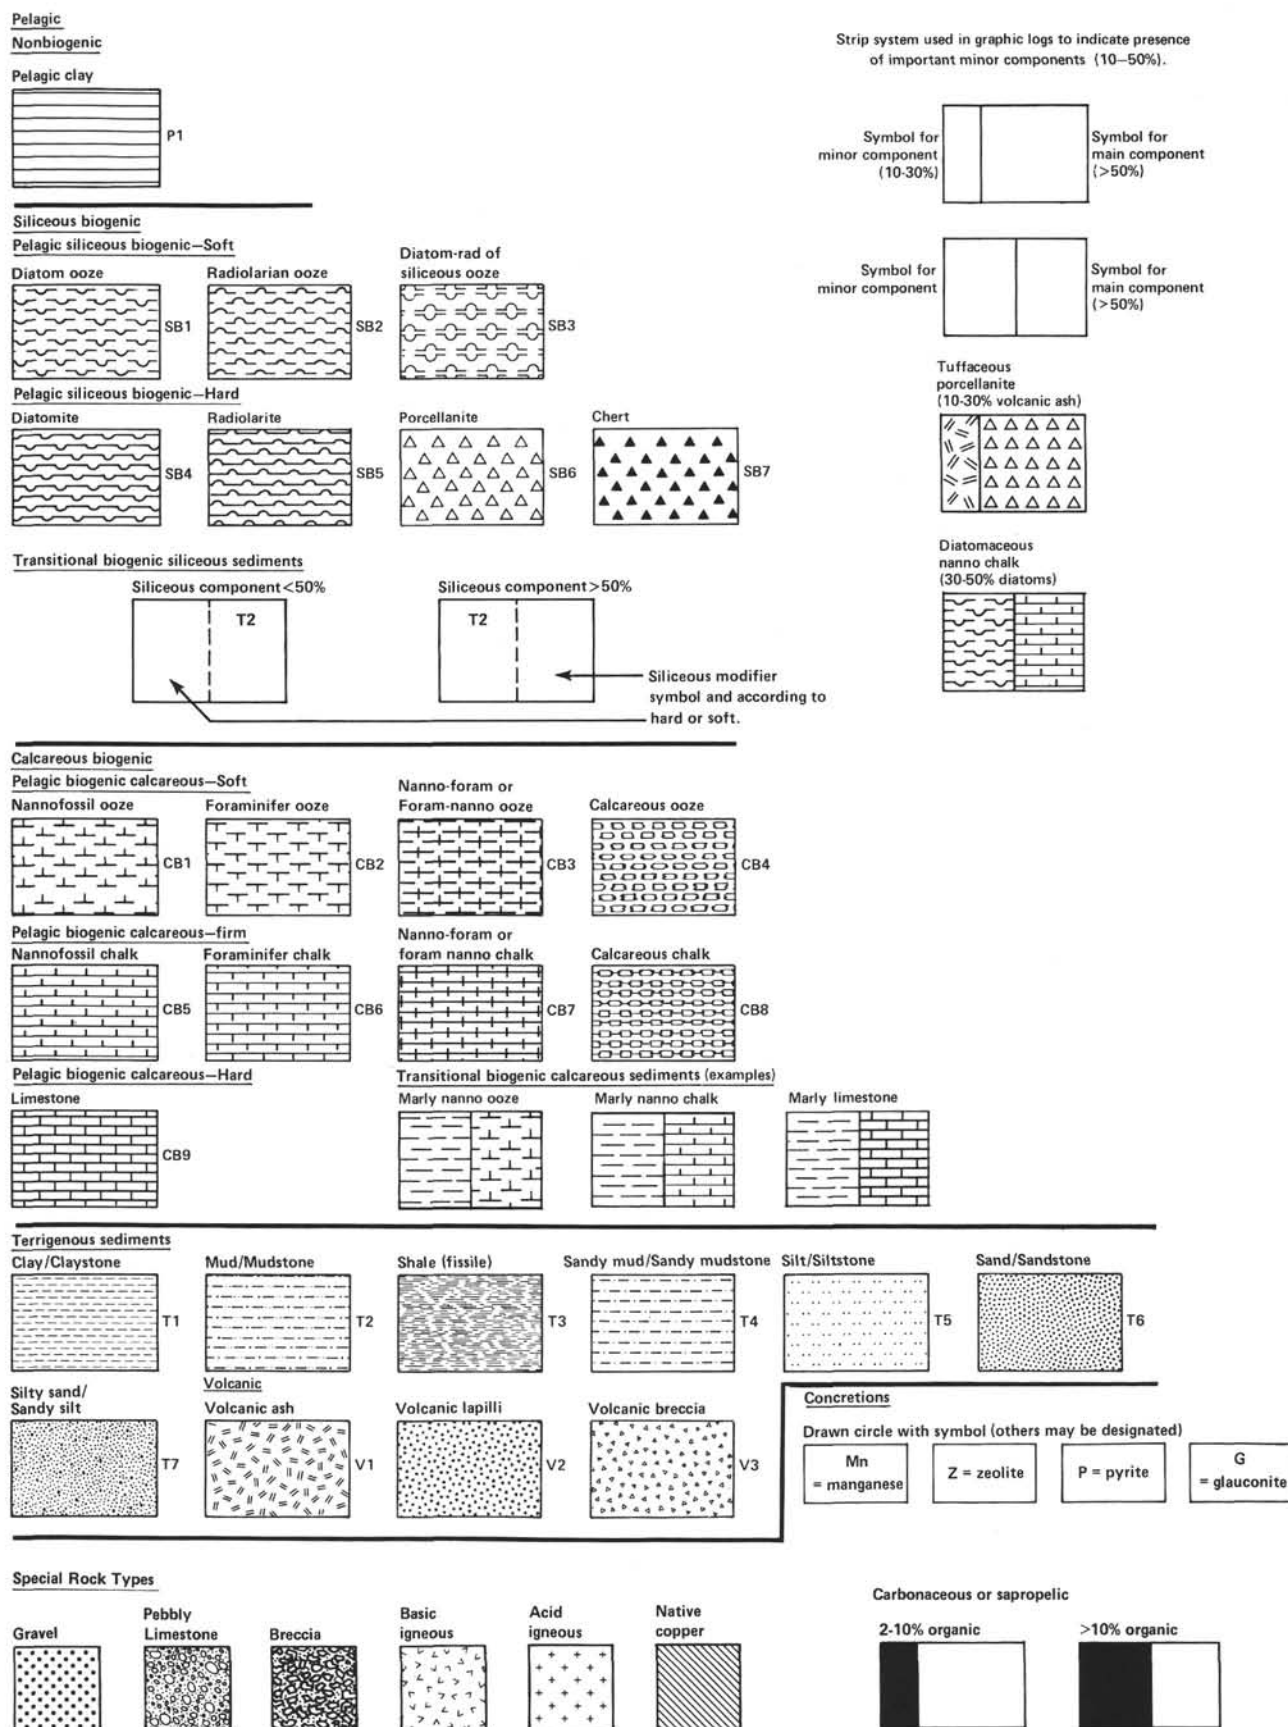 Pelagic
Nonbiogenic
Pelagic clay
P1
Strip system used in graphic logs to indicate presence
of important minor components (10–50%).
Symbol for
minor component
(10-30%)
Symbol for
main component
(>50%)
Symbol for
minor component
Symbol for
main component
(>50%)
Tuffaceous
porcellanite
(10-30% volcanic ash)
Diatomaceous
nanno chalk
(30-50% diatoms)
Siliceous biogenic
Pelagic siliceous biogenic—Soft
Diatom ooze
SB1
Radiolarian ooze
SB2
Diatom-rad of
siliceous ooze
SB3
Pelagic siliceous biogenic—Hard
Diatomite
SB4
Radiolarite
SB5
Porcellanite
SB6
Chert
SB7
Transitional biogenic siliceous sediments
Siliceous component<50%
T2
Siliceous component>50%
T2
Siliceous modifier
symbol and according to
hard or soft.
Calcareous biogenic
Pelagic biogenic calcareous—Soft
Nannofossil ooze
CB1
Foraminifer ooze
CB2
Nanno-foram or
Foram-nanno ooze
CB3
Calcareous ooze
CB4
Pelagic biogenic calcareous—firm
Nannofossil chalk
CB5
Foraminifer chalk
CB6
Nanno-foram or
foram nanno chalk
CB7
Calcareous chalk
CB8
Pelagic biogenic calcareous—Hard
Limestone
CB9
Transitional biogenic calcareous sediments (examples)
Marly nanno ooze
Marly nanno chalk
Marly limestone
Terrigenous sediments
Clay/Claystone
T1
Mud/Mudstone
T2
Shale (fissile)
T3
Sandy mud/Sandy mudstone
T4
Silt/Siltstone
T5
Sand/Sandstone
T6
Silty sand/
Sandy silt
T7
Volcanic
Volcanic ash
V1
Volcanic lapilli
V2
Volcanic breccia
V3
Concretions
Drawn circle with symbol (others may be designated)
Mn
= manganese
Z = zeolite
P = pyrite
G
= glauconite
Special Rock Types
Gravel
Pebbly
Limestone
Breccia
Basic
igneous
Acid
igneous
Native
copper
Carbonaceous or sapropelic
2-10% organic
>10% organic